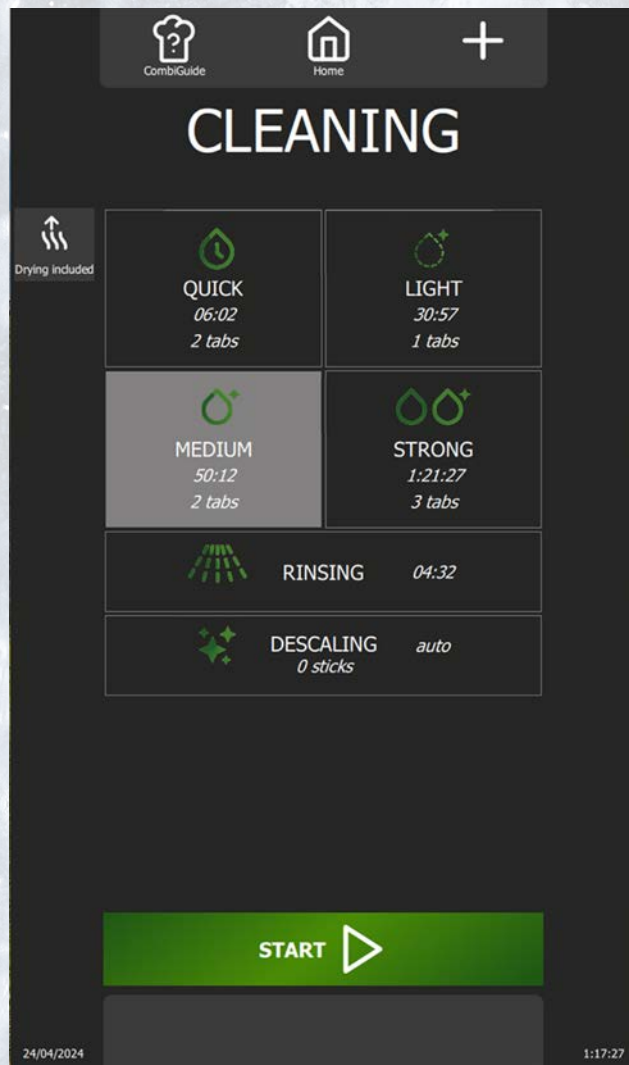 CombiGuide
Home
CLEANING
Drying included
QUICK
06:02
2 tabs
LIGHT
30:57
1 tabs
MEDIUM
50:12
2 tabs
STRONG
1:21:27
3 tabs
RINSING 04:32
DESCALING auto
0 sticks
START
24/04/2024
1:17:27